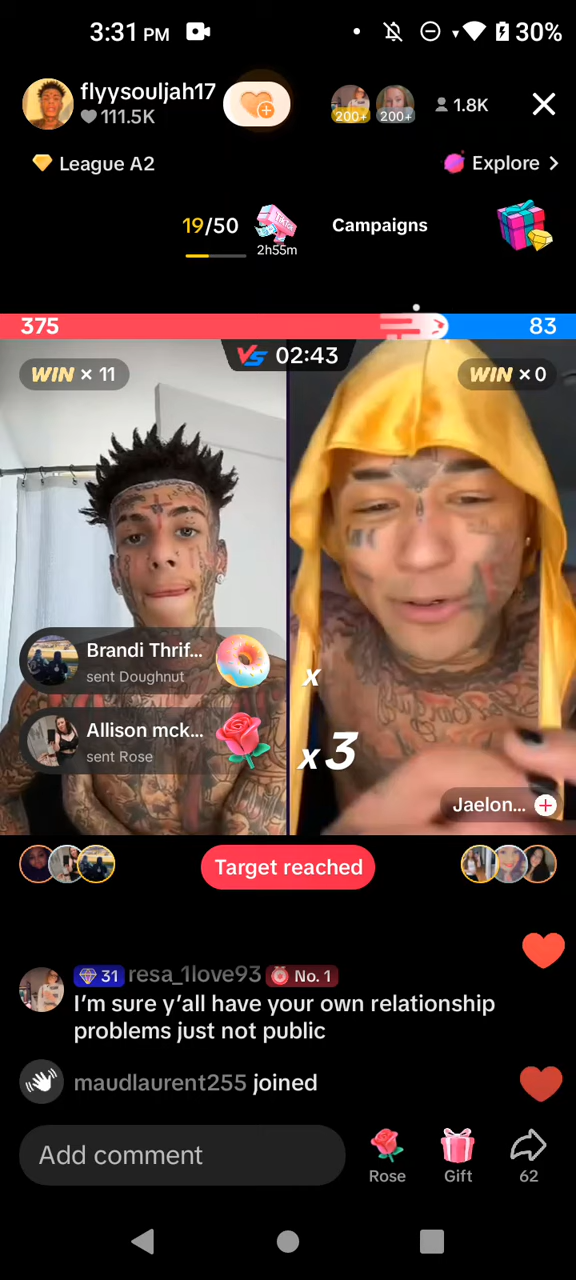 3:31 PM
30%
flyysouljah17
111.5K
200+
200+
1.8K
League A2
Explore
19/50
TikTok
2h55m
Campaigns
375
83
VS 02:43
WIN × 11
WIN × 0
Brandi Thrif...
sent Doughnut
Allison mck...
sent Rose
x
x3
Jaelon...
Target reached
31 resa_1love93 No. 1
I'm sure y'all have your own relationship
problems just not public
maudlaurent255 joined
Add comment
Rose
Gift
62